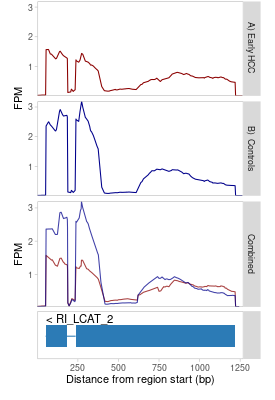 3
2
1
A) Early HCC
FPM
3
2
1
B) Controls
3
2
1
Combined
FPM
< RI_LCAT_2
250
500
750
1000
1250
Distance from region start (bp)